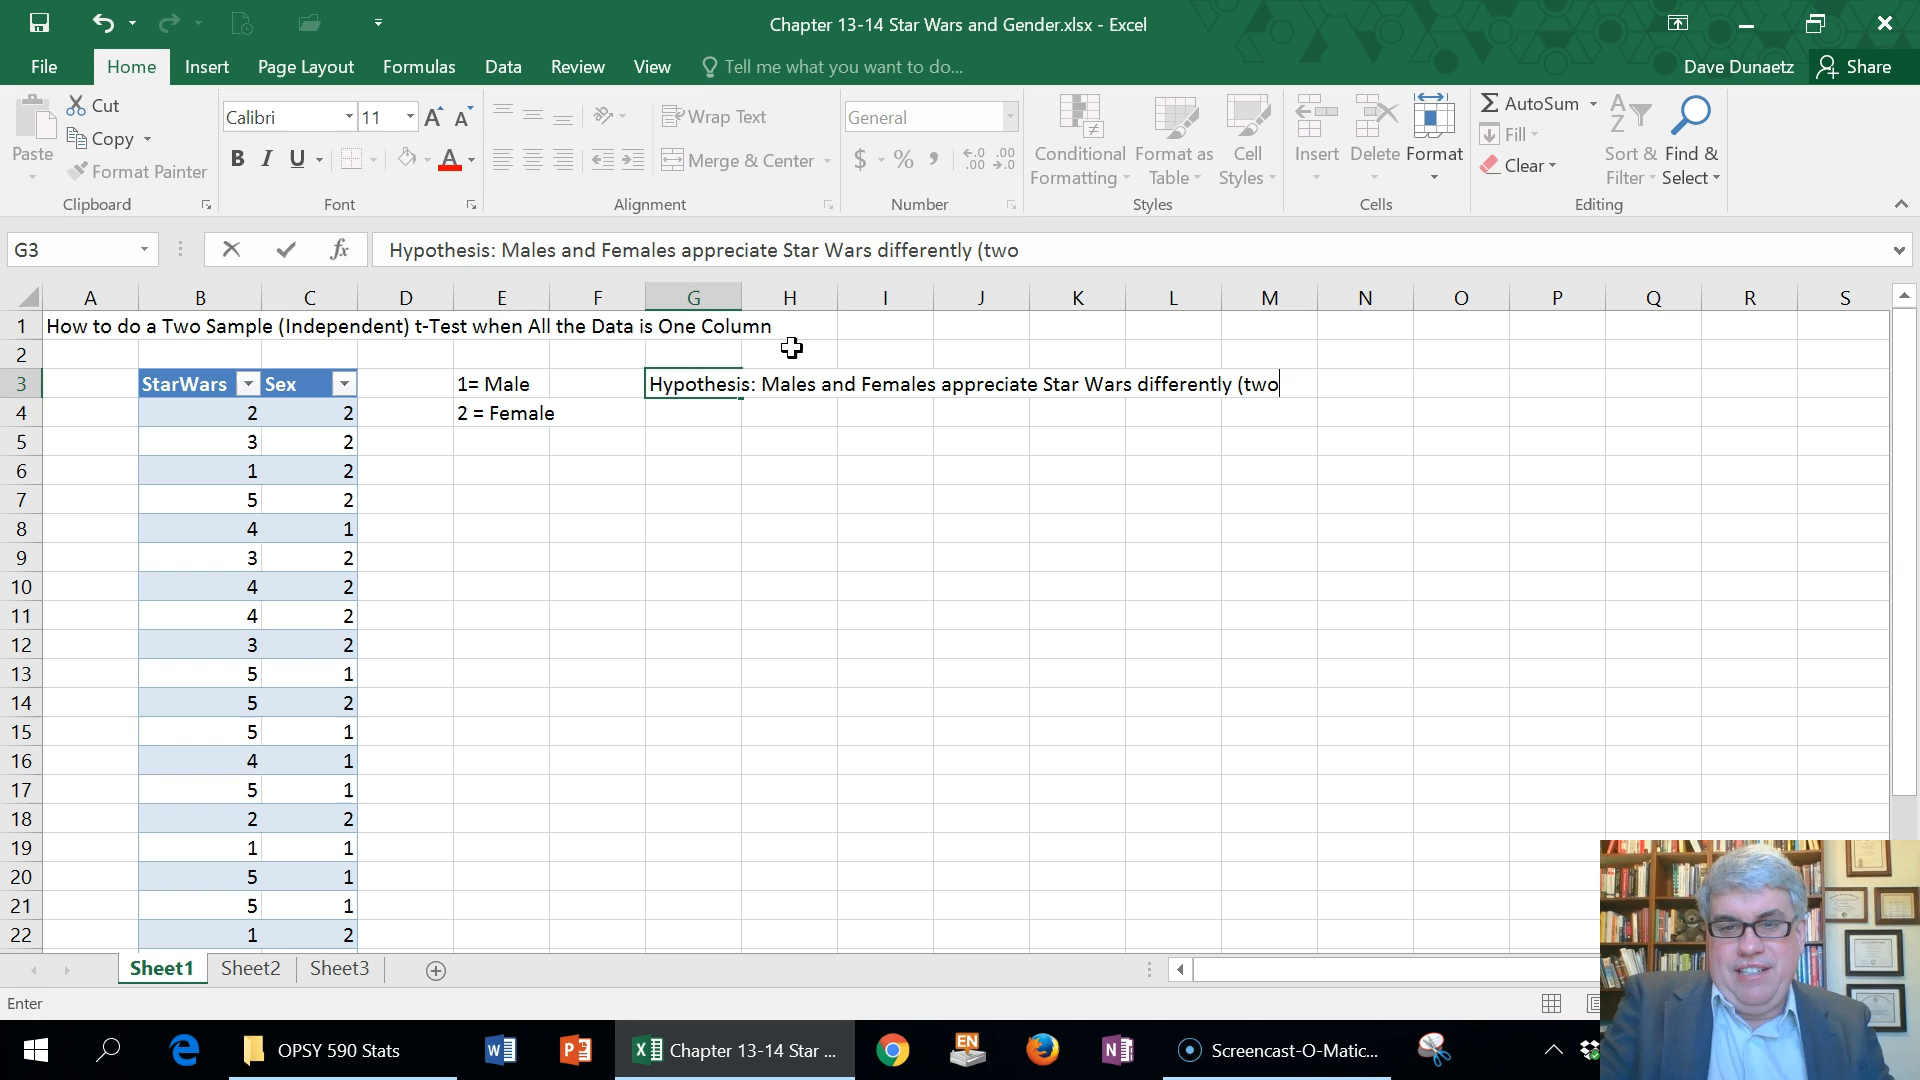 Chapter 13-14 Star Wars and Gender.xlsx - Excel
File Home Insert Page Layout Formulas Data Review View Tell me what you want to do... Dave Dunaetz Share
Cut
Copy
Format Painter
Paste
Clipboard
Calibri 11
B I U
Font
Wrap Text
Merge & Center
Alignment
General
$ % ,
Number
Conditional Formatting
Format as Table
Cell Styles
Styles
Insert Delete Format
Cells
AutoSum
Fill
Clear
Sort & Filter
Find & Select
Editing
G3 fx Hypothesis: Males and Females appreciate Star Wars differently (two
A B C D E F G H I J K L M N O P Q R S
1 How to do a Two Sample (Independent) t-Test when All the Data is One Column
2
3 StarWars Sex 1= Male Hypothesis: Males and Females appreciate Star Wars differently (two
4 2 2 2 = Female
5 3 2
6 1 2
7 5 2
8 4 1
9 3 2
10 4 2
11 4 2
12 3 2
13 5 1
14 5 2
15 5 1
16 4 1
17 5 1
18 2 2
19 1 1
20 5 1
21 5 1
22 1 2
Sheet1 Sheet2 Sheet3
Enter
OPSY 590 Stats Chapter 13-14 Star ... EN Screencast-O-Matic...